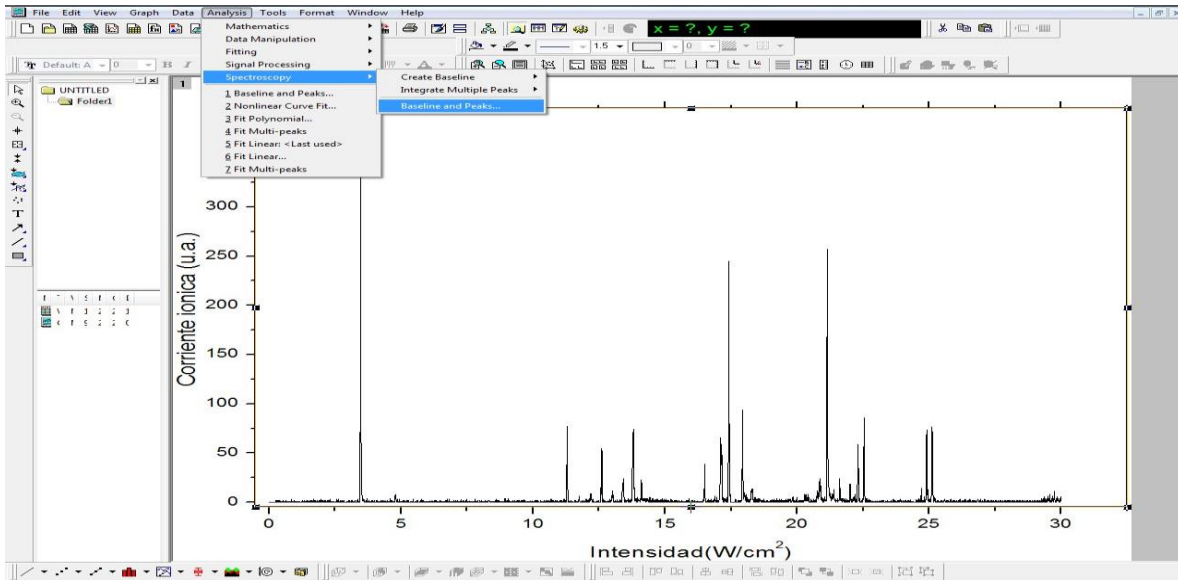 File Edit View Graph Data Analysis Tools Format Window Help
x = ?, y = ?
1.5
0
Default: A
0
B I
Mathematics
Data Manipulation
Fitting
Signal Processing
Spectroscopy
1 Baseline and Peaks...
2 Nonlinear Curve Fit...
3 Fit Polynomial...
4 Fit Multi-peaks
5 Fit Linear: <Last used>
6 Fit Linear...
7 Fit Multi-peaks
Create Baseline
Integrate Multiple Peaks
Baseline and Peaks...
UNTITLED
Folder1
1
T
Corriente ionica (u.a.)
300
250
200
150
100
50
0
0 5 10 15 20 25 30
Intensidad(W/cm²)